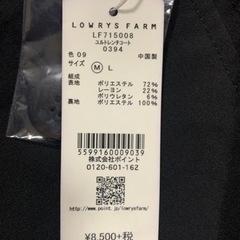 LOWRYS FARM
LF715008
ユルトレンチコート
0394
色 09 中国製
サイズ Ⓜ L
組成
表地 ポリエステル 72%
レーヨン 22%
ポリウレタン 6%
裏地 ポリエステル 100%
5599160009039
株式会社ポイント
0120-601-162
http://www.point.co.jp/lowrysfarm/
¥8,500+税